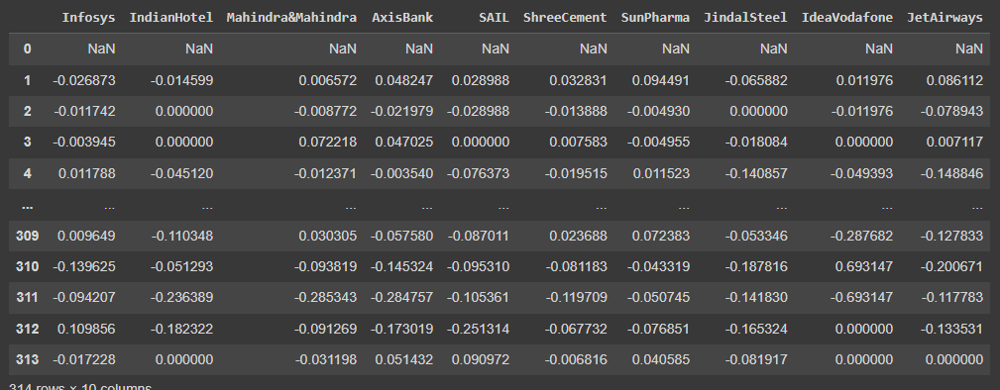 Infosys IndianHotel Mahindra&Mahindra AxisBank SAIL ShreeCement SunPharma JindalSteel IdeaVodafone JetAirways
0 NaN NaN NaN NaN NaN NaN NaN NaN NaN NaN
1 -0.026873 -0.014599 0.006572 0.048247 0.028988 0.032831 0.094491 -0.065882 0.011976 0.086112
2 -0.011742 0.000000 -0.008772 -0.021979 -0.028988 -0.013888 -0.004930 0.000000 -0.011976 -0.078943
3 -0.003945 0.000000 0.072218 0.047025 0.000000 0.007583 -0.004955 -0.018084 0.000000 0.007117
4 0.011788 -0.045120 -0.012371 -0.003540 -0.076373 -0.019515 0.011523 -0.140857 -0.049393 -0.148846
... ... ... ... ... ... ... ... ... ... ...
309 0.009649 -0.110348 0.030305 -0.057580 -0.087011 0.023688 0.072383 -0.053346 -0.287682 -0.127833
310 -0.139625 -0.051293 -0.093819 -0.145324 -0.095310 -0.081183 -0.043319 -0.187816 0.693147 -0.200671
311 -0.094207 -0.236389 -0.285343 -0.284757 -0.105361 -0.119709 -0.050745 -0.141830 -0.693147 -0.117783
312 0.109856 -0.182322 -0.091269 -0.173019 -0.251314 -0.067732 -0.076851 -0.165324 0.000000 -0.133531
313 -0.017228 0.000000 -0.031198 0.051432 0.090972 -0.006816 0.040585 -0.081917 0.000000 0.000000
314 rows × 10 columns